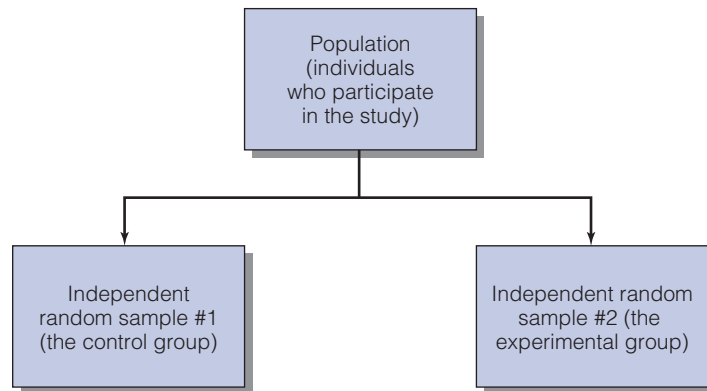 Population
(individuals
who participate
in the study)
Independent
random sample #1
(the control group)
Independent random
sample #2 (the
experimental group)